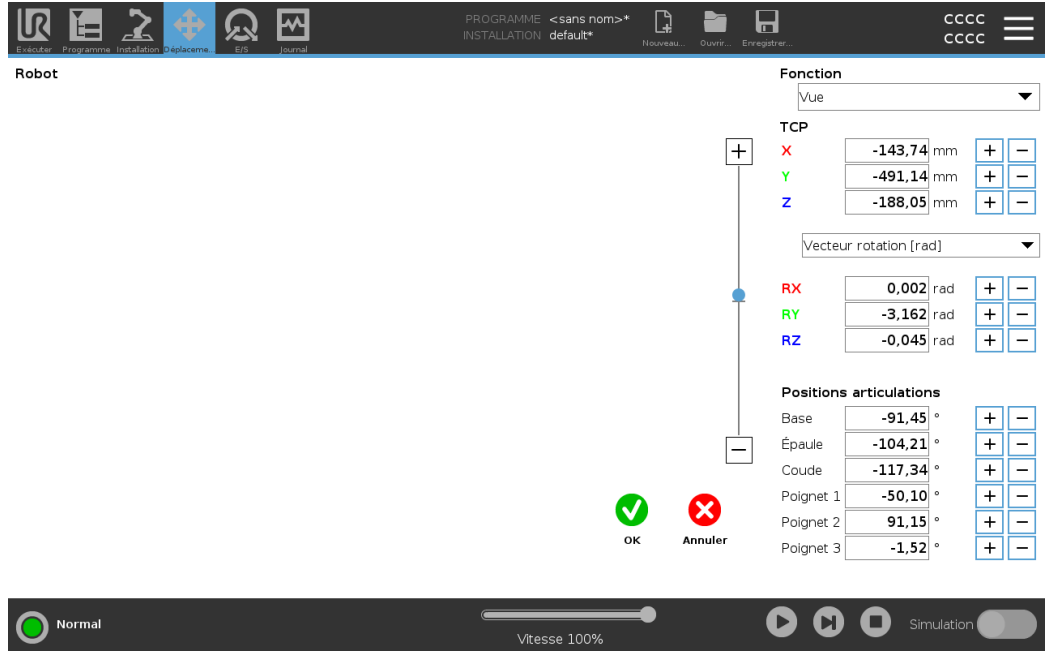 PROGRAMME <sans nom>*
INSTALLATION default*
CCCC
CCCC
Exécuter Programme Installation Déplaceme... E/S Journal Nouveau... Ouvrir... Enregistrer...
Robot
Fonction
Vue
TCP
X -143,74 mm + −
Y -491,14 mm + −
Z -188,05 mm + −
Vecteur rotation [rad]
RX 0,002 rad + −
RY -3,162 rad + −
RZ -0,045 rad + −
Positions articulations
Base -91,45 ° + −
Épaule -104,21 ° + −
Coude -117,34 ° + −
Poignet 1 -50,10 ° + −
Poignet 2 91,15 ° + −
Poignet 3 -1,52 ° + −
OK Annuler
Normal
Vitesse 100%
Simulation